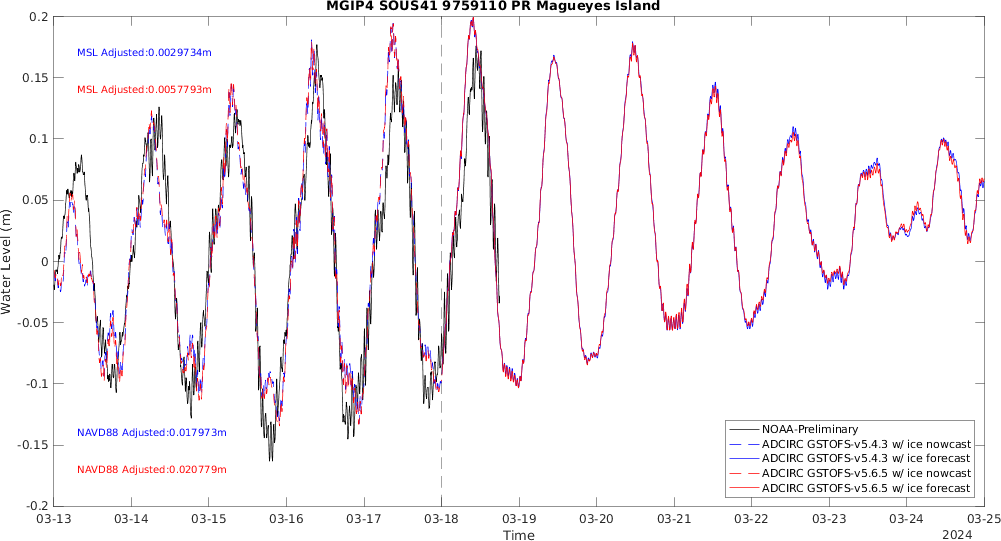 MGIP4 SOUS41 9759110 PR Magueyes Island
0.2
0.15
0.1
0.05
0
-0.05
-0.1
-0.15
-0.2
Water Level (m)
MSL Adjusted:0.0029734m
MSL Adjusted:0.0057793m
NAVD88 Adjusted:0.017973m
NAVD88 Adjusted:0.020779m
NOAA-Preliminary
ADCIRC GSTOFS-v5.4.3 w/ ice nowcast
ADCIRC GSTOFS-v5.4.3 w/ ice forecast
ADCIRC GSTOFS-v5.6.5 w/ ice nowcast
ADCIRC GSTOFS-v5.6.5 w/ ice forecast
03-13 03-14 03-15 03-16 03-17 03-18 03-19 03-20 03-21 03-22 03-23 03-24 03-25
Time
2024